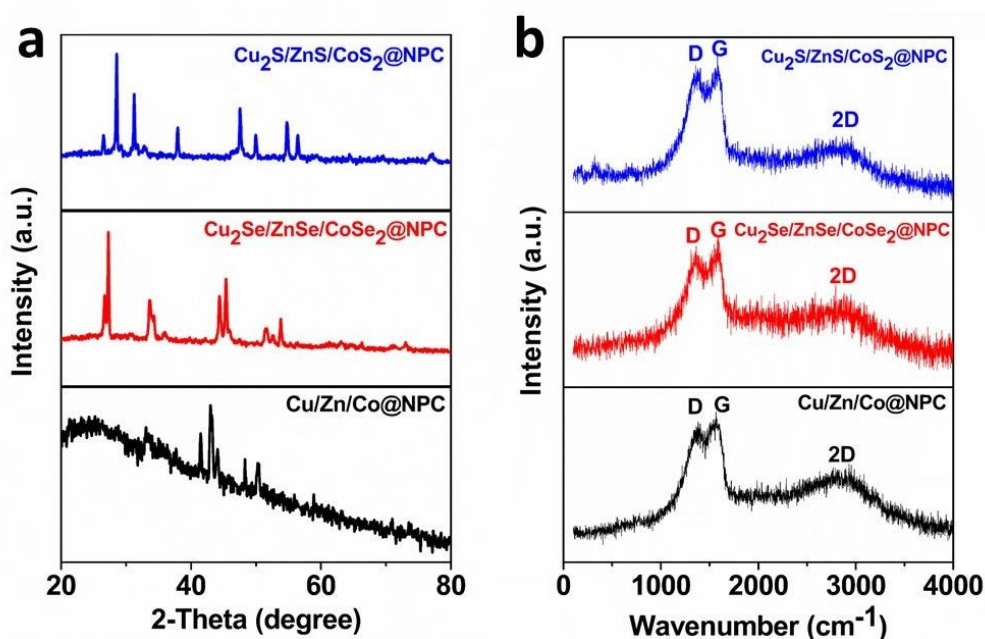 a
Cu₂S/ZnS/CoS₂@NPC
Cu₂Se/ZnSe/CoSe₂@NPC
Cu/Zn/Co@NPC
Intensity (a.u.)
20 40 60 80
2-Theta (degree)
b
Cu₂S/ZnS/CoS₂@NPC
D G
2D
Cu₂Se/ZnSe/CoSe₂@NPC
D G
2D
Cu/Zn/Co@NPC
D G
2D
Intensity (a.u.)
0 1000 2000 3000 4000
Wavenumber (cm⁻¹)